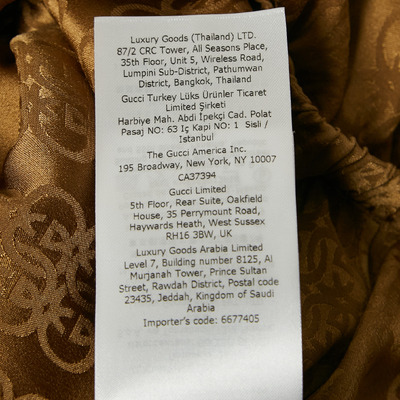 Luxury Goods (Thailand) LTD.
87/2 CRC Tower, All Seasons Place,
35th Floor, Unit 5, Wireless Road,
Lumpini Sub-District, Pathumwan
District, Bangkok, Thailand
Gucci Turkey Lüks Ürünler Ticaret
Limited Şirketi
Harbiye Mah. Abdi İpekçi Cad. Polat
Pasaj NO: 63 İç Kapi NO: 1 Sisli /
Istanbul
The Gucci America Inc.
195 Broadway, New York, NY 10007
CA37394
Gucci Limited
5th Floor, Rear Suite, Oakfield
House, 35 Perrymount Road,
Haywards Heath, West Sussex
RH16 3BW, UK
Luxury Goods Arabia Limited
Level 7, Building number 8125, Al
Murjanah Tower, Prince Sultan
Street, Rawdah District, Postal code
23435, Jeddah, Kingdom of Saudi
Arabia
Importer's code: 6677405